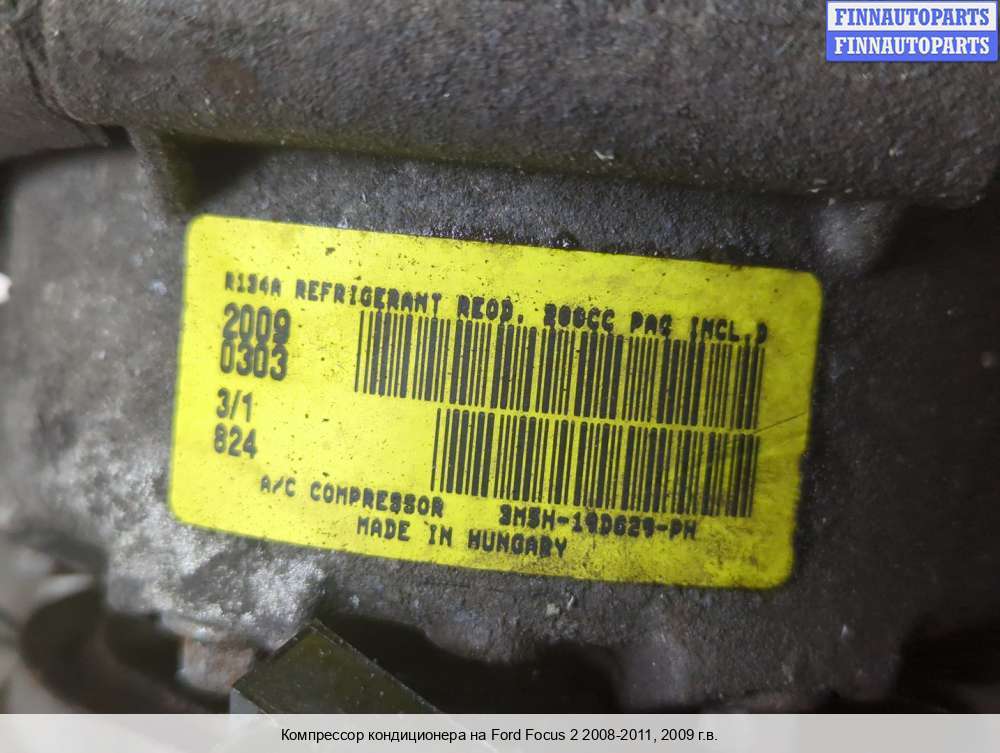 FINNAUTOPARTS
FINNAUTOPARTS
R134A REFRIGERANT REQD. 200CC PAG INCL.D
2009
0303
3/1
824
A/C COMPRESSOR 3M5H-19D629-PH
MADE IN HUNGARY
Компрессор кондиционера на Ford Focus 2 2008-2011, 2009 г.в.